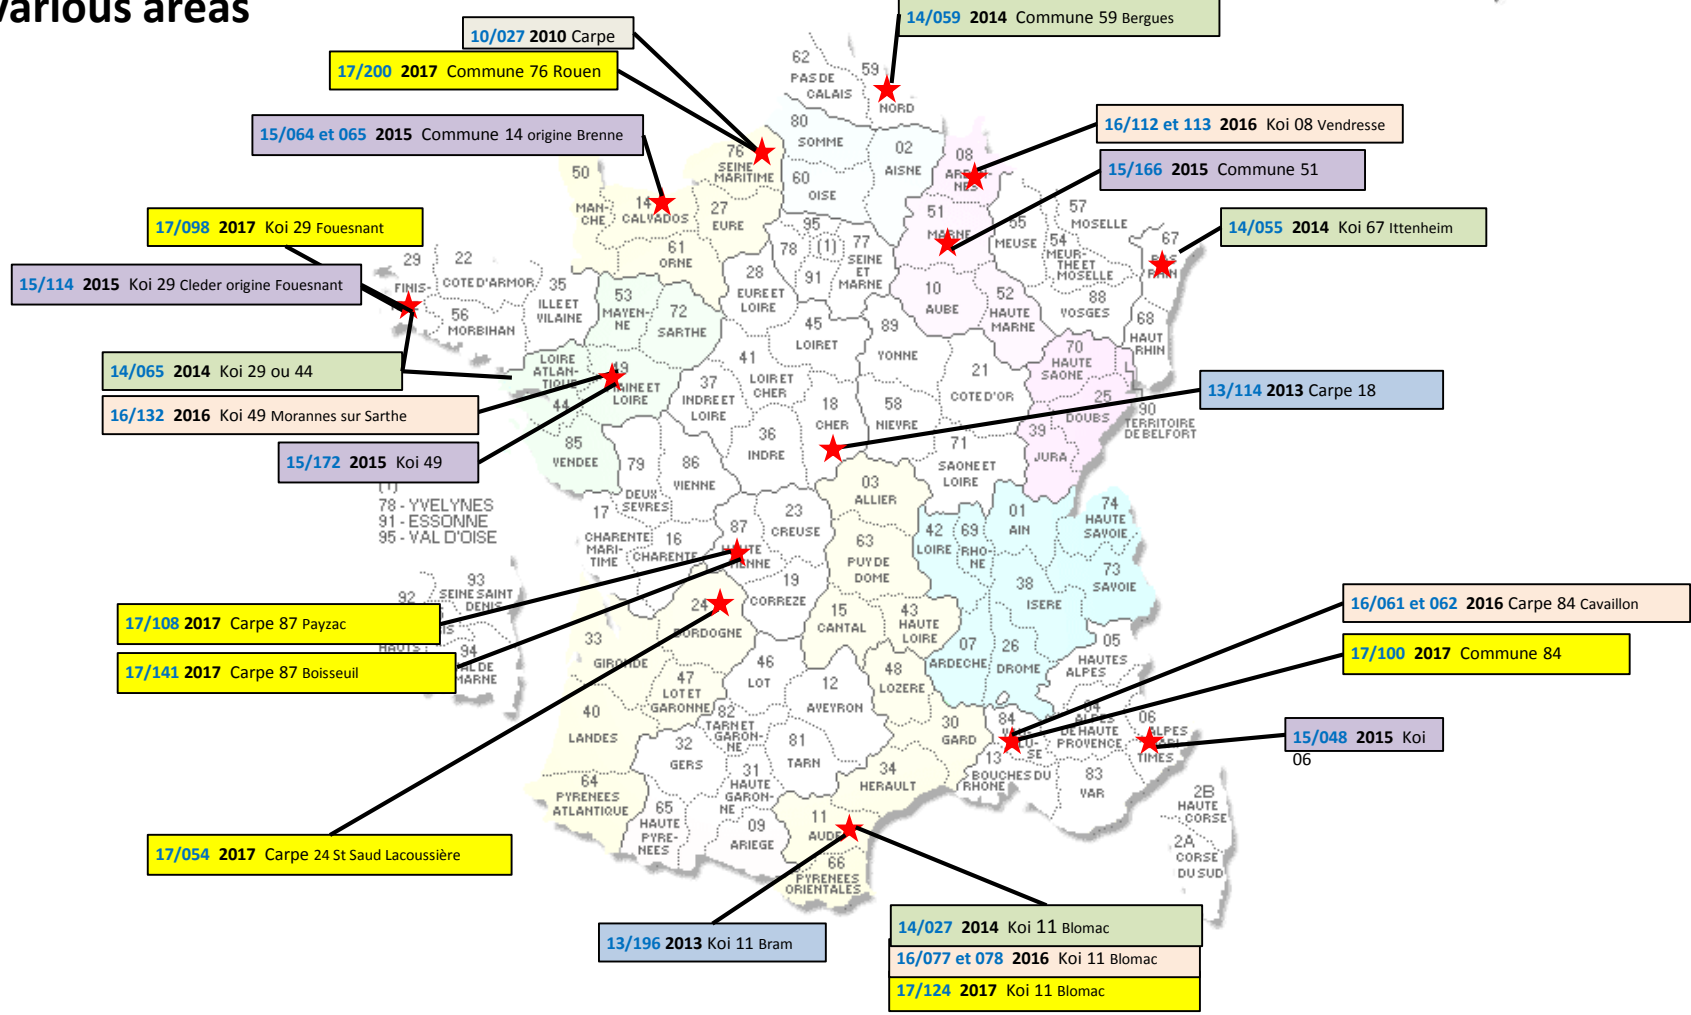 various areas
10/027 2010 Carpe
14/059 2014 Commune 59 Bergues
17/200 2017 Commune 76 Rouen
15/064 et 065 2015 Commune 14 origine Brenne
16/112 et 113 2016 Koi 08 Vendresse
15/166 2015 Commune 51
17/098 2017 Koi 29 Fouesnant
14/055 2014 Koi 67 Ittenheim
15/114 2015 Koi 29 Cleder origine Fouesnant
14/065 2014 Koi 29 ou 44
13/114 2013 Carpe 18
16/132 2016 Koi 49 Morannes sur Sarthe
15/172 2015 Koi 49
16/061 et 062 2016 Carpe 84 Cavaillon
17/108 2017 Carpe 87 Payzac
17/100 2017 Commune 84
17/141 2017 Carpe 87 Boisseuil
15/048 2015 Koi
06
17/054 2017 Carpe 24 St Saud Lacoussière
13/196 2013 Koi 11 Bram
14/027 2014 Koi 11 Blomac
16/077 et 078 2016 Koi 11 Blomac
17/124 2017 Koi 11 Blomac
62
PAS DE
CALAIS
59
NORD
80
SOMME
02
AISNE
08
76
SEINE
MARITIME
60
OISE
50
MAN-
CHE
14
CALVADOS
27
EURE
61
ORNE
95
78
(1)
91
77
SEINE
ET
MARNE
51
MARNE
55
MEUSE
57
MOSELLE
54
MEUR-
THE ET
MOSELLE
67
BAS
RHIN
88
VOSGES
68
HAUT
RHIN
10
AUBE
52
HAUTE
MARNE
29
FINIS-
22
COTE D'ARMOR
35
ILLE ET
VILAINE
56
MORBIHAN
53
MAYEN-
NE
72
SARTHE
28
EURE ET
LOIRE
45
LOIRET
89
YONNE
70
HAUTE
SAONE
LOIRE
ATLAN-
TIQUE
44
49
MAINE ET
LOIRE
41
LOIR ET
CHER
37
INDRE ET
LOIRE
18
CHER
58
NIEVRE
21
COTE D'OR
25
DOUBS
90
TERRITOIRE
DE BELFORT
39
JURA
85
VENDEE
79
DEUX
SEVRES
86
VIENNE
36
INDRE
71
SAONE ET
LOIRE
03
ALLIER
(1)
78 - YVELYNES
91 - ESSONNE
95 - VAL D'OISE
17
CHARENTE
MARI-
TIME
16
CHARENTE
87
HAUTE
VIENNE
23
CREUSE
63
PUY DE
DOME
42
LOIRE
69
RHO-
NE
01
AIN
74
HAUTE
SAVOIE
73
SAVOIE
38
ISERE
93
SEINE SAINT
DENIS
92
HAUTS
94
VAL DE
MARNE
24
DORDOGNE
19
CORREZE
15
CANTAL
43
HAUTE
LOIRE
07
ARDECHE
26
DROME
05
HAUTES
ALPES
33
GIRONDE
47
LOT ET
GARONNE
46
LOT
12
AVEYRON
48
LOZERE
30
GARD
84
SE
04
ALPES
DE HAUTE
PROVENCE
06
ALPES
TIMES
40
LANDES
32
GERS
82
TARN ET
GARON-
NE
81
TARN
34
HERAULT
13
BOUCHES DU
RHONE
83
VAR
64
PYRENEES
ATLANTIQUE
65
HAUTE
PYRE-
NEES
31
HAUTE
GARON-
NE
09
ARIEGE
11
AUDE
66
PYRENEES
ORIENTALES
2B
HAUTE
CORSE
2A
CORSE
DU SUD